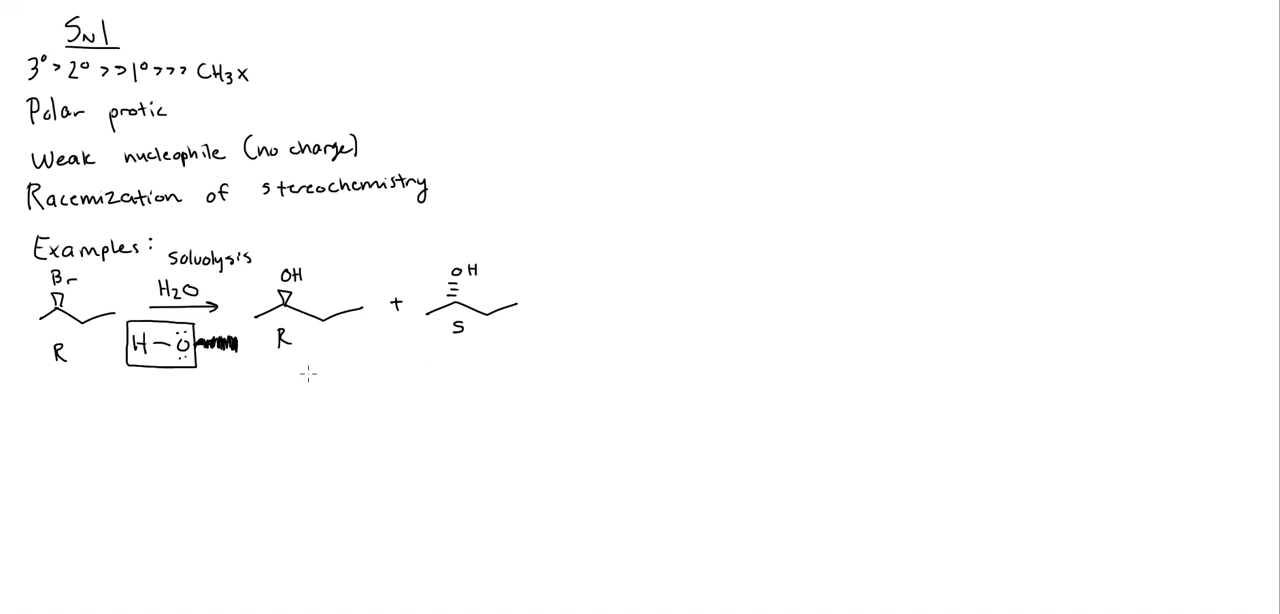 SN1
3° > 2° >> 1° >>> CH3X
Polar protic
Weak nucleophile (no charge)
Racemization of stereochemistry
Examples:
Solvolysis
Br
H2O
OH
+
OH
R
H-O
R
S